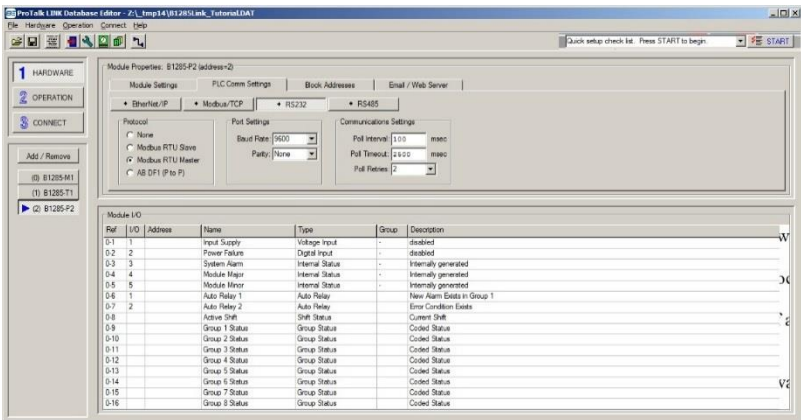 ProTalk LINK Database Editor - Z:\_tmp14\B1285Link_Tutorial.DAT
File Hardware Operation Connect Help
Quick setup check list. Press START to begin. START
1 HARDWARE
2 OPERATION
3 CONNECT
Add / Remove
(0) B1285-M1
(1) B1285-T1
(2) B1285-P2
Module Properties: B1285-P2 (address=2)
Module Settings PLC Comm Settings Block Addresses Email / Web Server
EtherNet/IP Modbus/TCP RS232 RS485
Protocol
None
Modbus RTU Slave
Modbus RTU Master
AB DF1 (P to P)
Port Settings
Baud Rate: 9600
Parity: None
Communications Settings
Poll Interval: 100 msec
Poll Timeout: 2500 msec
Poll Retries: 2
Module I/O
Ref I/O Address Name Type Group Description
0-1 1 Input Supply Voltage Input - disabled
0-2 2 Power Failure Digital Input - disabled
0-3 3 System Alarm Internal Status - Internally generated
0-4 4 Module Major Internal Status - Internally generated
0-5 5 Module Minor Internal Status - Internally generated
0-6 1 Auto Relay 1 Auto Relay New Alarm Exists in Group 1
0-7 2 Auto Relay 2 Auto Relay Error Condition Exists
0-8 Active Shift Shift Status Current Shift
0-9 Group 1 Status Group Status Coded Status
0-10 Group 2 Status Group Status Coded Status
0-11 Group 3 Status Group Status Coded Status
0-12 Group 4 Status Group Status Coded Status
0-13 Group 5 Status Group Status Coded Status
0-14 Group 6 Status Group Status Coded Status
0-15 Group 7 Status Group Status Coded Status
0-16 Group 8 Status Group Status Coded Status